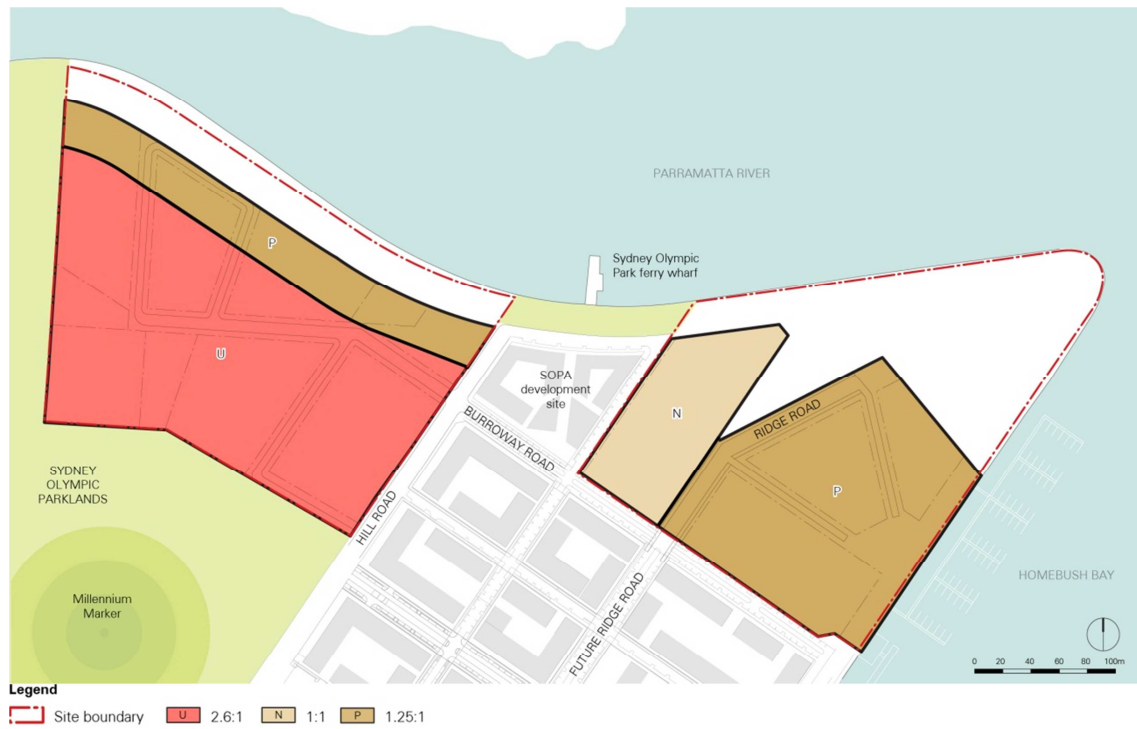 PARRAMATTA RIVER
Sydney Olympic
Park ferry wharf
P
U
SOPA
development
site
N
RIDGE ROAD
BURROWAY ROAD
P
SYDNEY
OLYMPIC
PARKLANDS
HILL ROAD
Millennium
Marker
FUTURE RIDGE ROAD
HOMEBUSH BAY
0 20 40 60 80 100m
Legend
Site boundary U 2.6:1 N 1:1 P 1.25:1